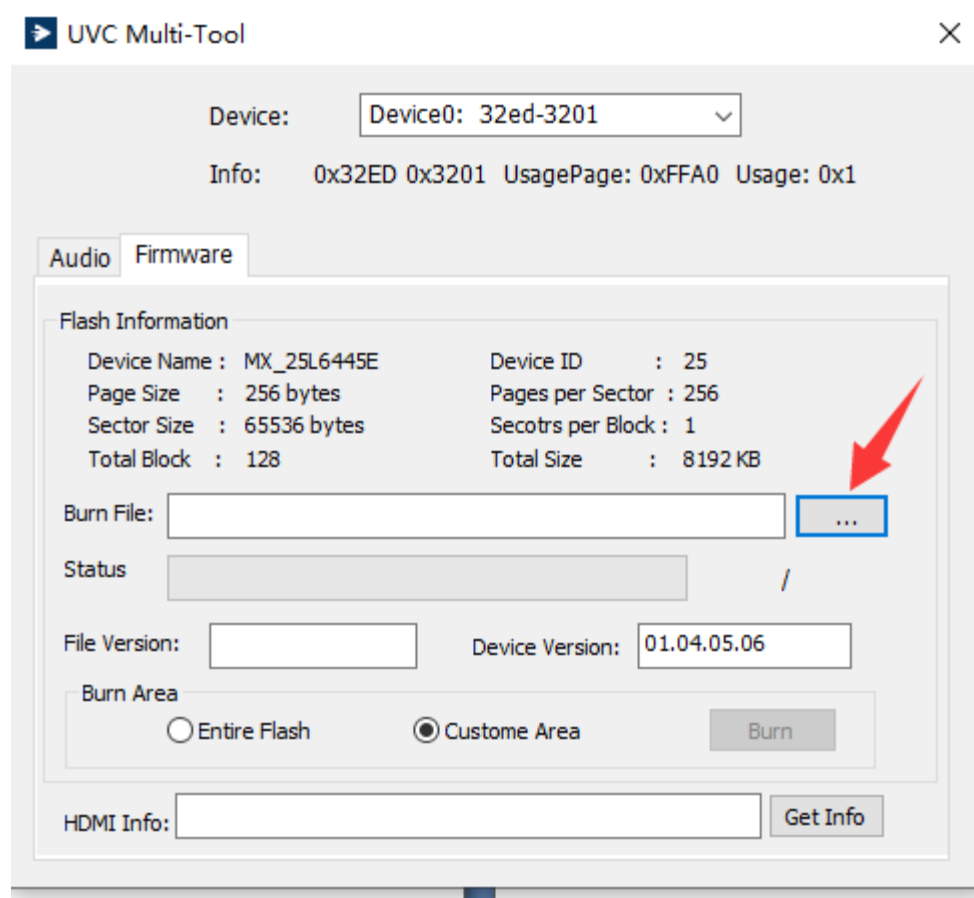 UVC Multi-Tool
Device: Device0: 32ed-3201
Info: 0x32ED 0x3201 UsagePage: 0xFFA0 Usage: 0x1
Audio Firmware
Flash Information
Device Name : MX_25L6445E Device ID : 25
Page Size : 256 bytes Pages per Sector : 256
Sector Size : 65536 bytes Secotrs per Block : 1
Total Block : 128 Total Size : 8192 KB
Burn File: ...
Status /
File Version: Device Version: 01.04.05.06
Burn Area
Entire Flash Custome Area Burn
HDMI Info: Get Info